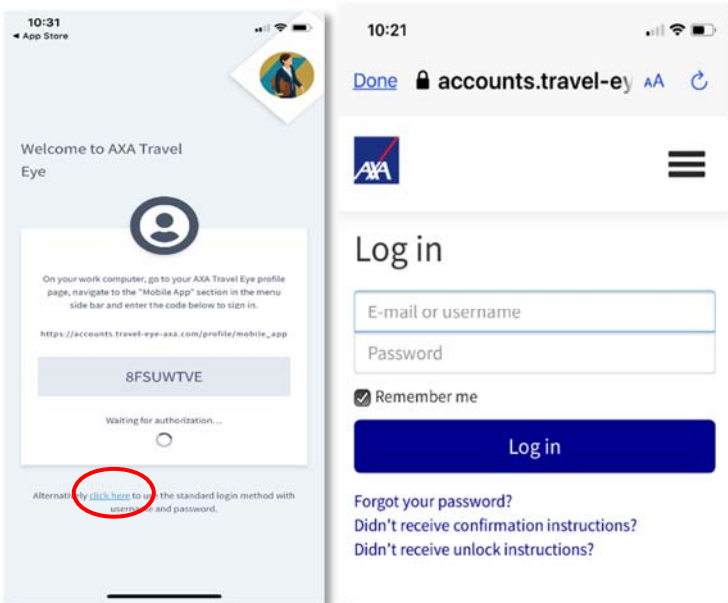 10:31
◄ App Store
Welcome to AXA Travel
Eye
On your work computer, go to your AXA Travel Eye profile
page, navigate to the "Mobile App" section in the menu
side bar and enter the code below to sign in.
https://accounts.travel-eye-axa.com/profile/mobile_app
8FSUWTVE
Waiting for authorization...
Alternatively click here to use the standard login method with
username and password.
10:21
Done accounts.travel-ey AA
AXA
Log in
E-mail or username
Password
Remember me
Log in
Forgot your password?
Didn't receive confirmation instructions?
Didn't receive unlock instructions?